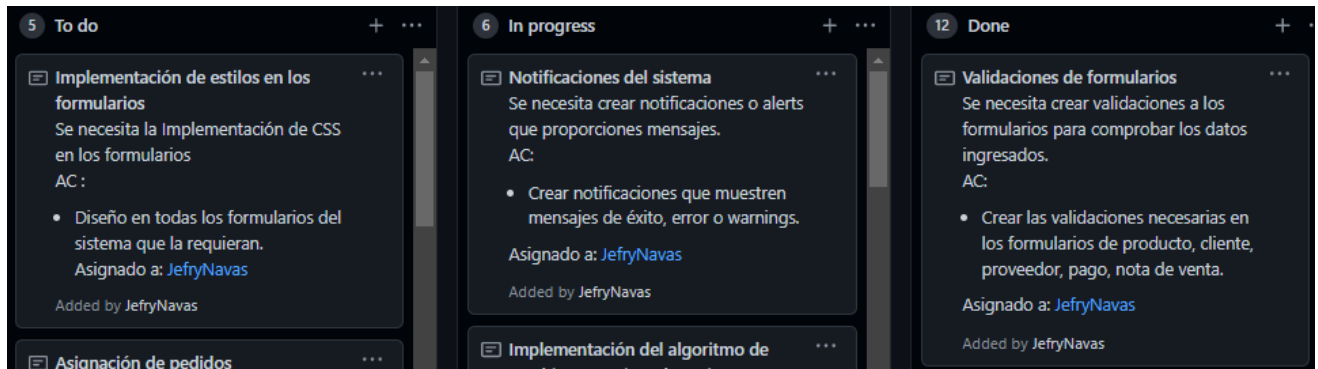 5 To do
Implementación de estilos en los
formularios
Se necesita la Implementación de CSS
en los formularios
AC :
Diseño en todas los formularios del
sistema que la requieran.
Asignado a: JefryNavas
Added by JefryNavas
Asignación de pedidos
6 In progress
Notificaciones del sistema
Se necesita crear notificaciones o alerts
que proporciones mensajes.
AC:
Crear notificaciones que muestren
mensajes de éxito, error o warnings.
Asignado a: JefryNavas
Added by JefryNavas
Implementación del algoritmo de
12 Done
Validaciones de formularios
Se necesita crear validaciones a los
formularios para comprobar los datos
ingresados.
AC:
Crear las validaciones necesarias en
los formularios de producto, cliente,
proveedor, pago, nota de venta.
Asignado a: JefryNavas
Added by JefryNavas